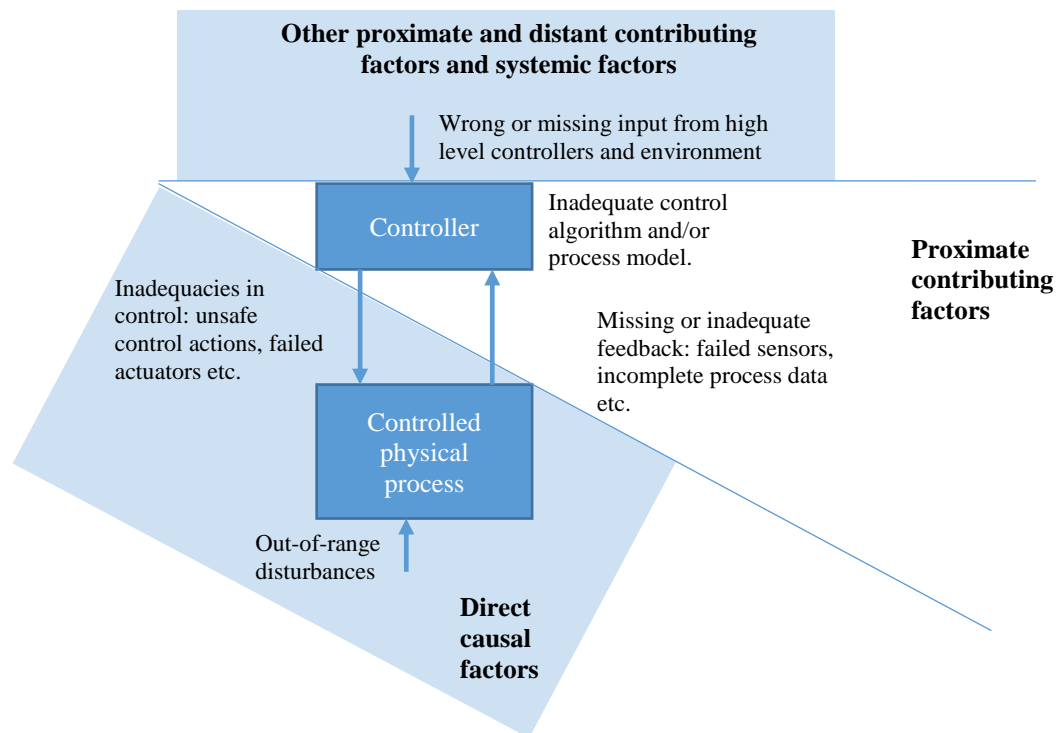 Other proximate and distant contributing
factors and systemic factors
Wrong or missing input from high
level controllers and environment
Controller
Inadequate control
algorithm and/or
process model.
Proximate
contributing
factors
Inadequacies in
control: unsafe
control actions, failed
actuators etc.
Missing or inadequate
feedback: failed sensors,
incomplete process data
etc.
Controlled
physical
process
Out-of-range
disturbances
Direct
causal
factors